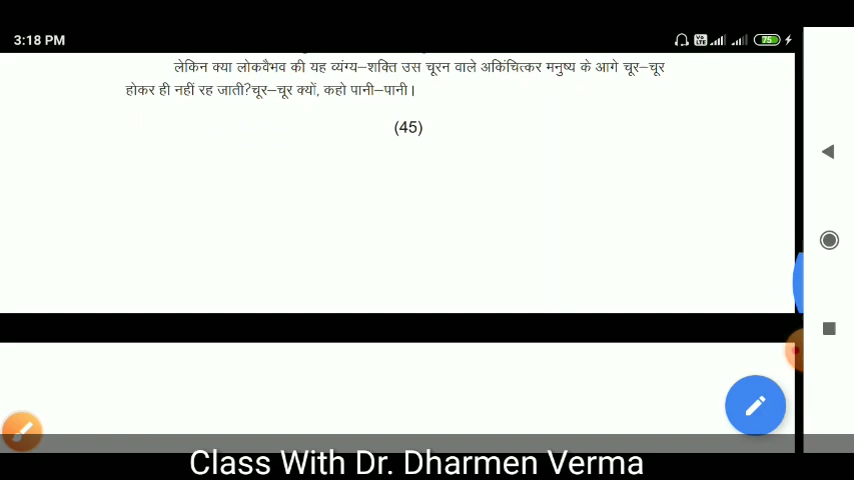 3:18 PM
75
लेकिन क्या लोकवैभव की यह व्यंग्य–शक्ति उस चूरन वाले अकिंचित्कर मनुष्य के आगे चूर–चूर
होकर ही नहीं रह जाती?चूर–चूर क्यों, कहो पानी–पानी।
(45)
Class With Dr. Dharmen Verma